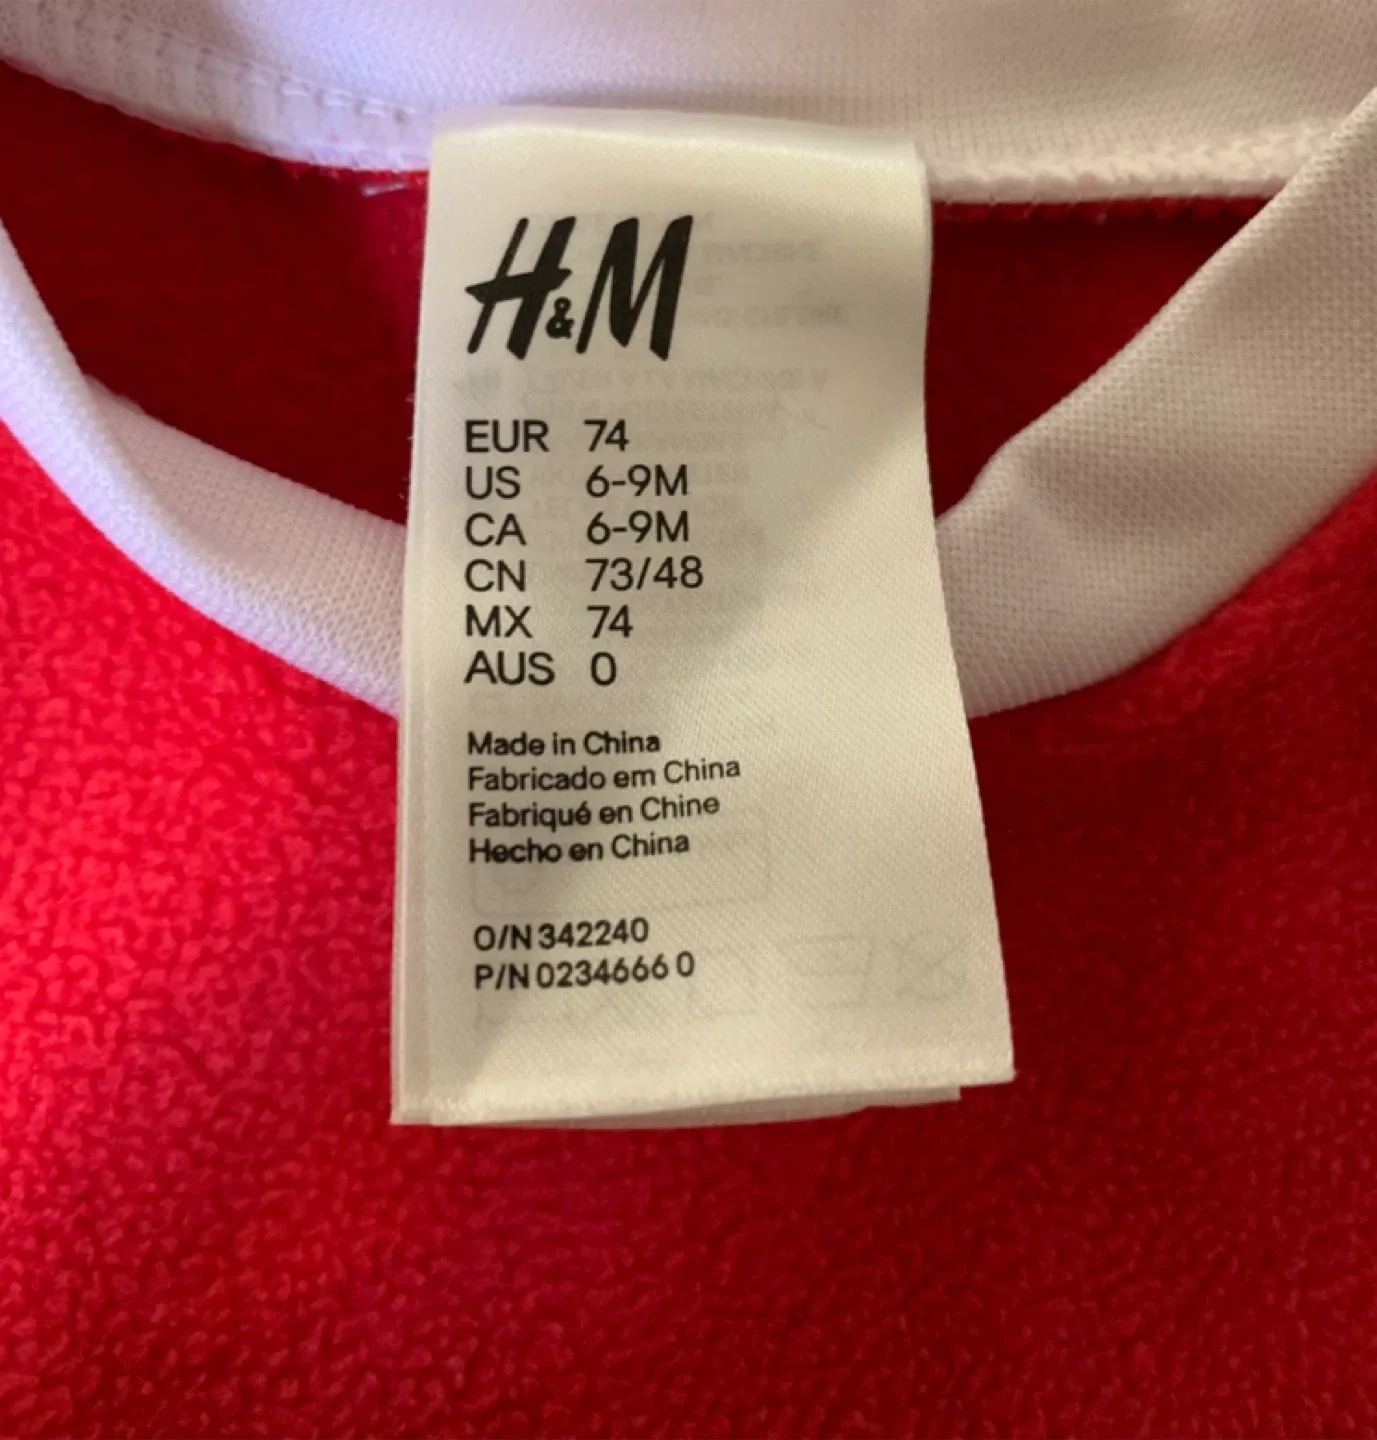 H&M
EUR 74
US 6-9M
CA 6-9M
CN 73/48
MX 74
AUS 0
Made in China
Fabricado em China
Fabriqué en Chine
Hecho en China
O/N 342240
P/N 0234666 0